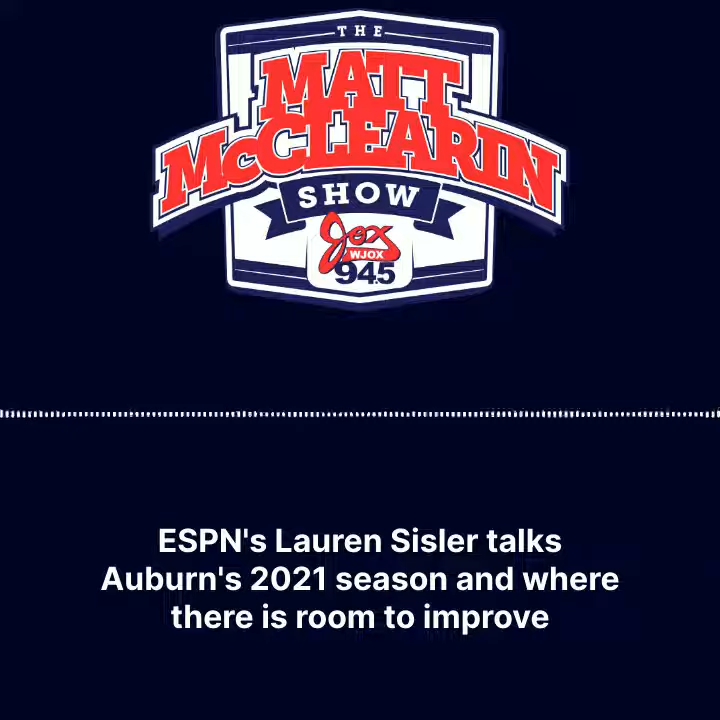 THE
MATT
McCLEARIN
SHOW
Jox
WJOX
94.5
ESPN's Lauren Sisler talks
Auburn's 2021 season and where
there is room to improve